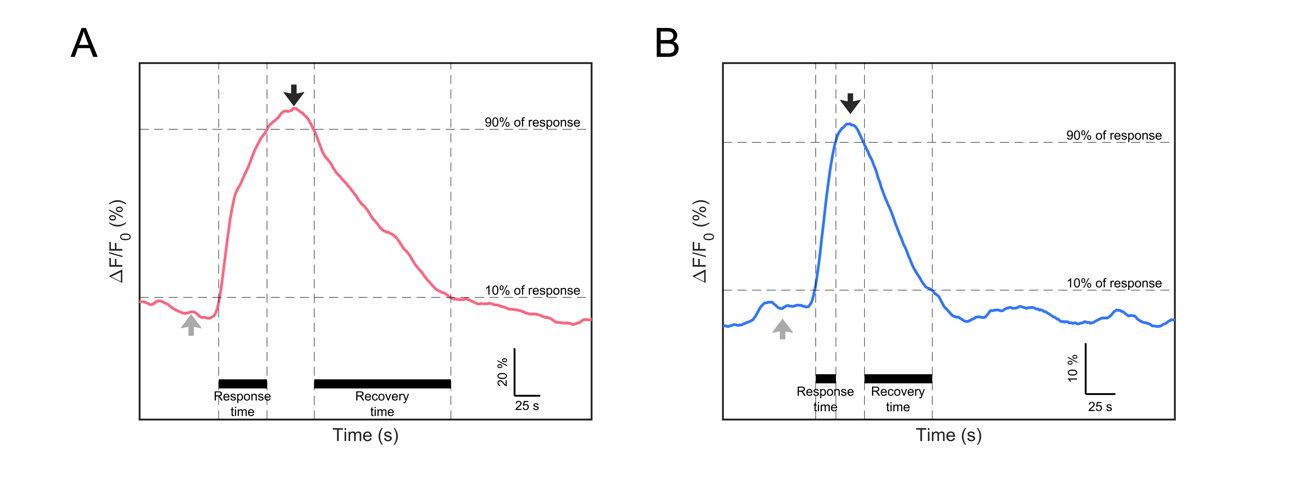 A
ΔF/F0 (%)
90% of response
10% of response
20 %
25 s
Response
time
Recovery
time
Time (s)
B
ΔF/F0 (%)
90% of response
10% of response
10 %
25 s
Response
time
Recovery
time
Time (s)